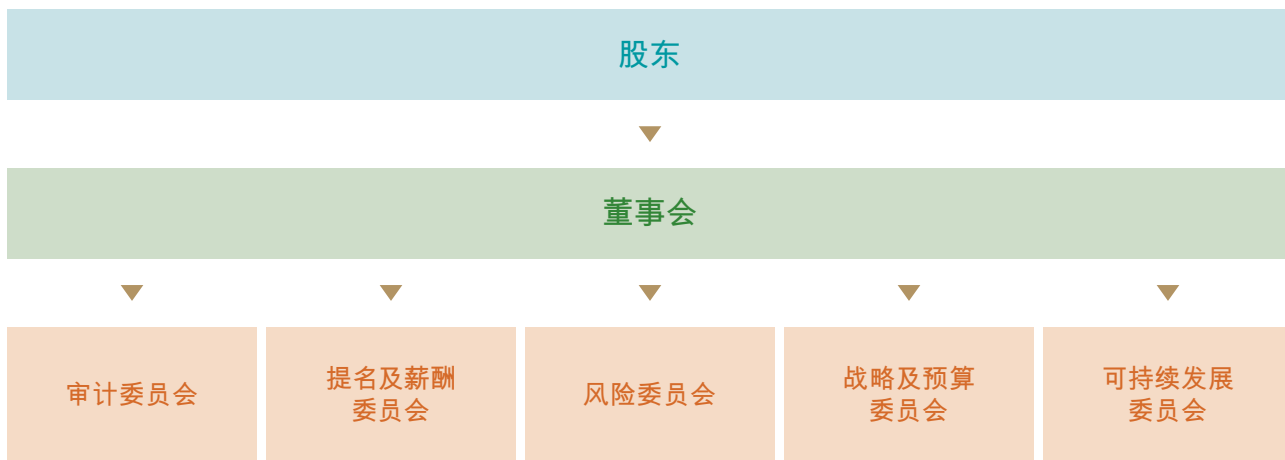 股东
董事会
审计委员会
提名及薪酬
委员会
风险委员会
战略及预算
委员会
可持续发展
委员会